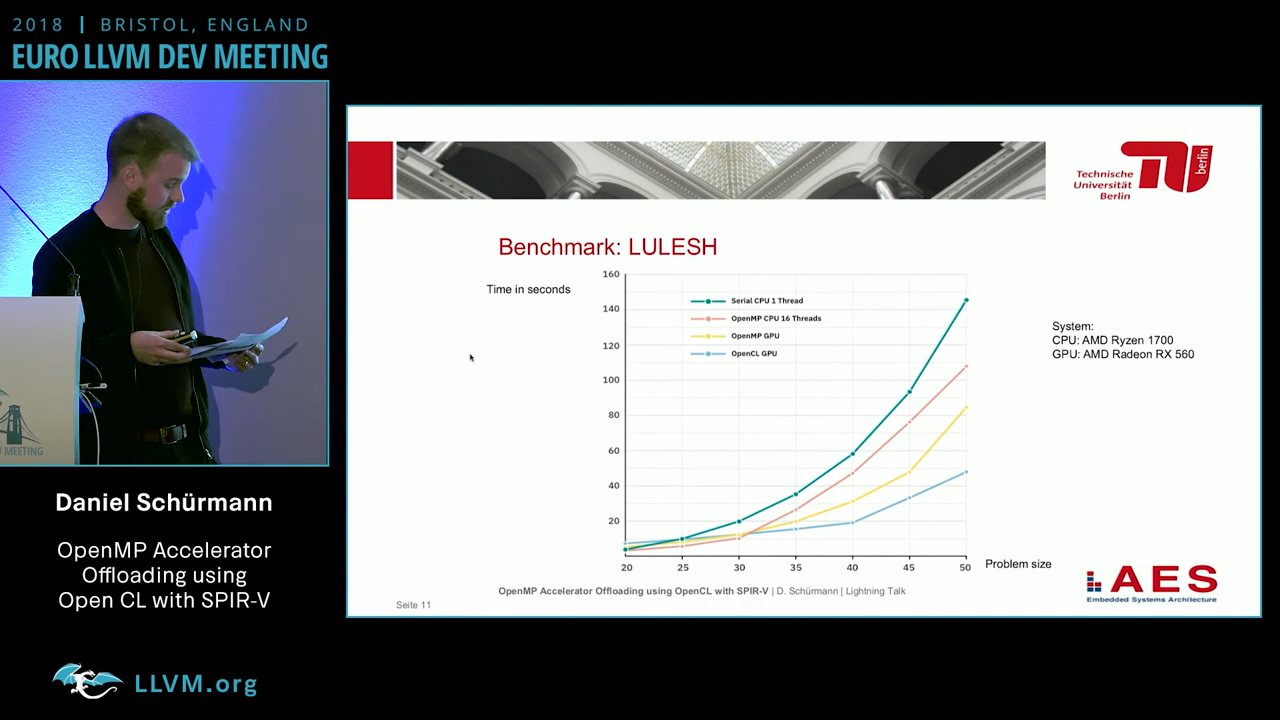 2018 | BRISTOL, ENGLAND
EURO LLVM DEV MEETING
V MEETING
Daniel Schürmann
OpenMP Accelerator
Offloading using
Open CL with SPIR-V
LLVM.org
Technische
Universität
Berlin
berlin
Benchmark: LULESH
Time in seconds
160
140
120
100
80
60
40
20
Serial CPU 1 Thread
OpenMP CPU 16 Threads
OpenMP GPU
OpenCL GPU
20 25 30 35 40 45 50
Problem size
System:
CPU: AMD Ryzen 1700
GPU: AMD Radeon RX 560
OpenMP Accelerator Offloading using OpenCL with SPIR-V | D. Schürmann | Lightning Talk
Seite 11
AES
Embedded Systems Architecture